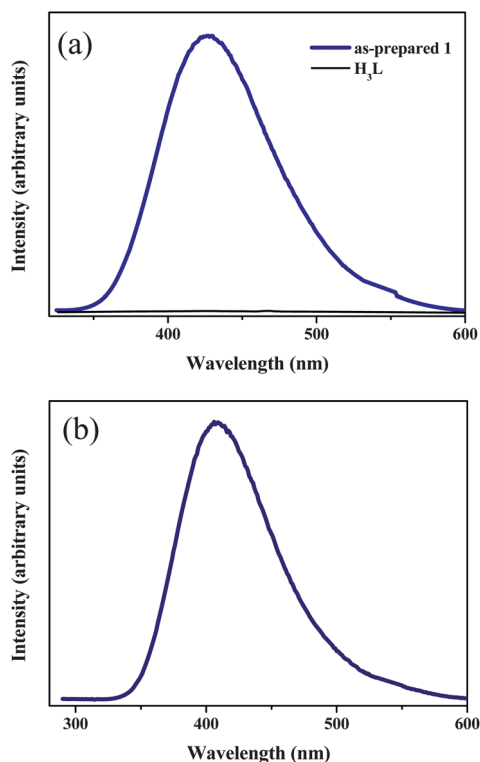 (a)
as-prepared 1
H₃L
Intensity (arbitrary units)
400
500
600
Wavelength (nm)
(b)
Intensity (arbitrary units)
300
400
500
600
Wavelength (nm)